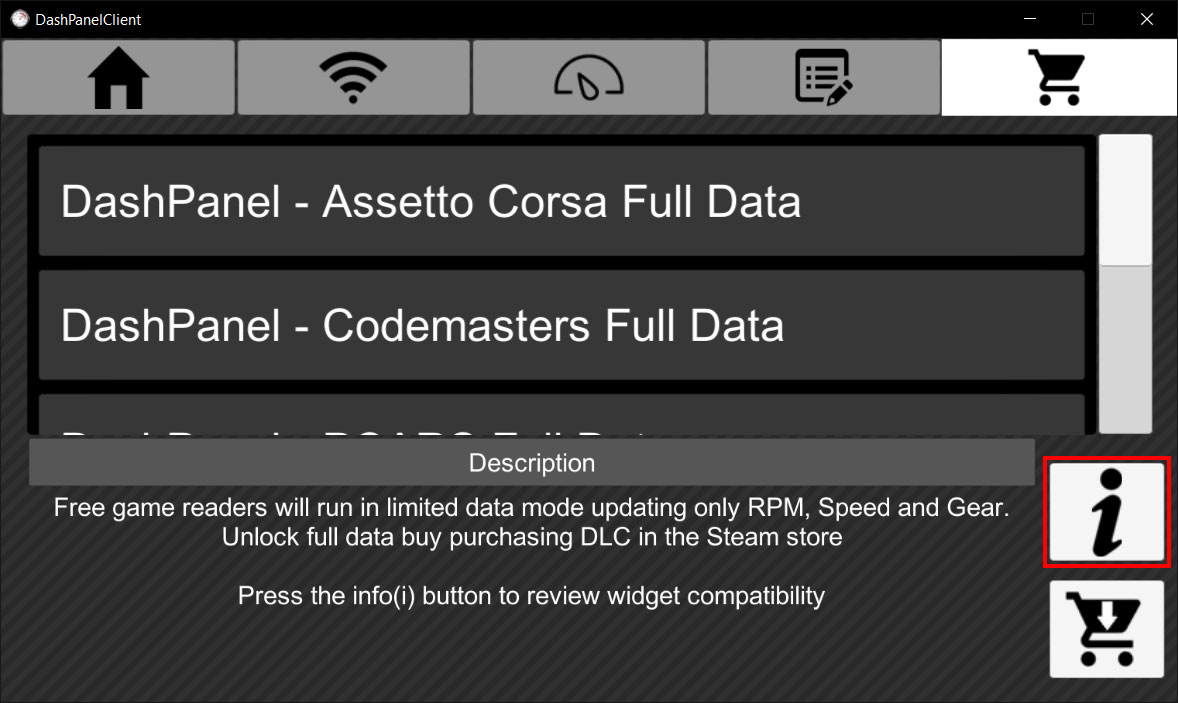 DashPanelClient
DashPanel - Assetto Corsa Full Data
DashPanel - Codemasters Full Data
Description
Free game readers will run in limited data mode updating only RPM, Speed and Gear.
Unlock full data buy purchasing DLC in the Steam store
Press the info(i) button to review widget compatibility